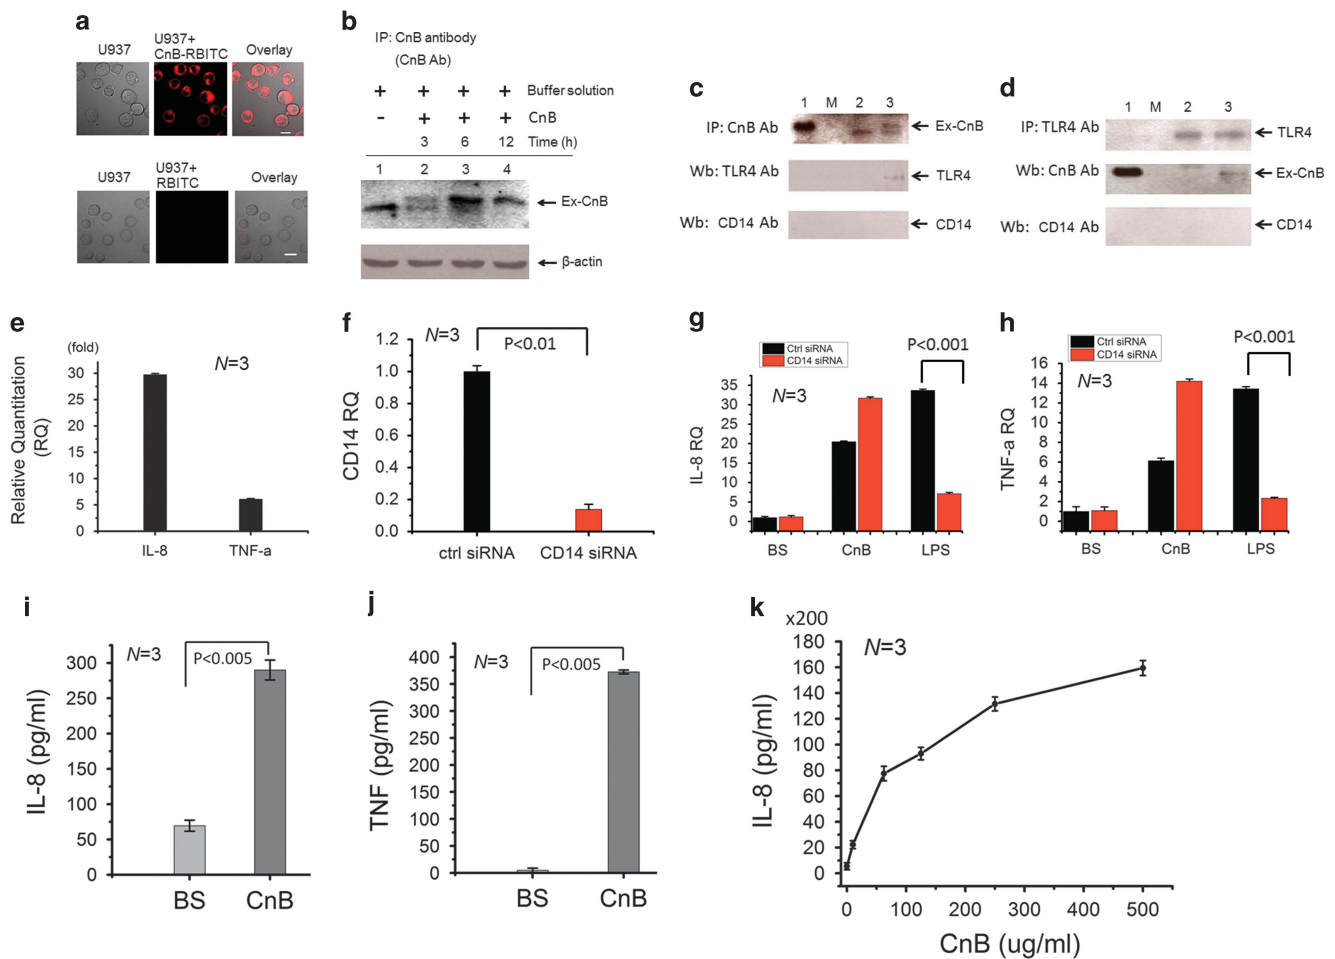 a
U937
U937+
CnB-RBITC
Overlay
U937
U937+
RBITC
Overlay
b
IP: CnB antibody
(CnB Ab)
+ + + + Buffer solution
- + + + CnB
3 6 12 Time (h)
1 2 3 4
Ex-CnB
β-actin
c
1 M 2 3
IP: CnB Ab
Ex-CnB
Wb: TLR4 Ab
TLR4
Wb: CD14 Ab
CD14
d
1 M 2 3
IP: TLR4 Ab
TLR4
Wb: CnB Ab
Ex-CnB
Wb: CD14 Ab
CD14
e
(fold)
N=3
Relative Quantitation
(RQ)
30
25
20
15
10
5
0
IL-8 TNF-a
f
N=3
P<0.01
CD14 RQ
1.2
1.0
0.8
0.6
0.4
0.2
0.0
ctrl siRNA CD14 siRNA
g
Ctrl siRNA
CD14 siRNA
P<0.001
N=3
IL-8 RQ
35
30
25
20
15
10
5
0
BS CnB LPS
h
Ctrl siRNA
CD14 siRNA
P<0.001
N=3
TNF-a RQ
16
14
12
10
8
6
4
2
0
BS CnB LPS
i
N=3
P<0.005
IL-8 (pg/ml)
300
250
200
150
100
50
0
BS CnB
j
N=3
P<0.005
TNF (pg/ml)
400
350
300
250
200
150
100
50
0
BS CnB
k
x200
N=3
IL-8 (pg/ml)
180
160
140
120
100
80
60
40
20
0
0 100 200 300 400 500
CnB (ug/ml)